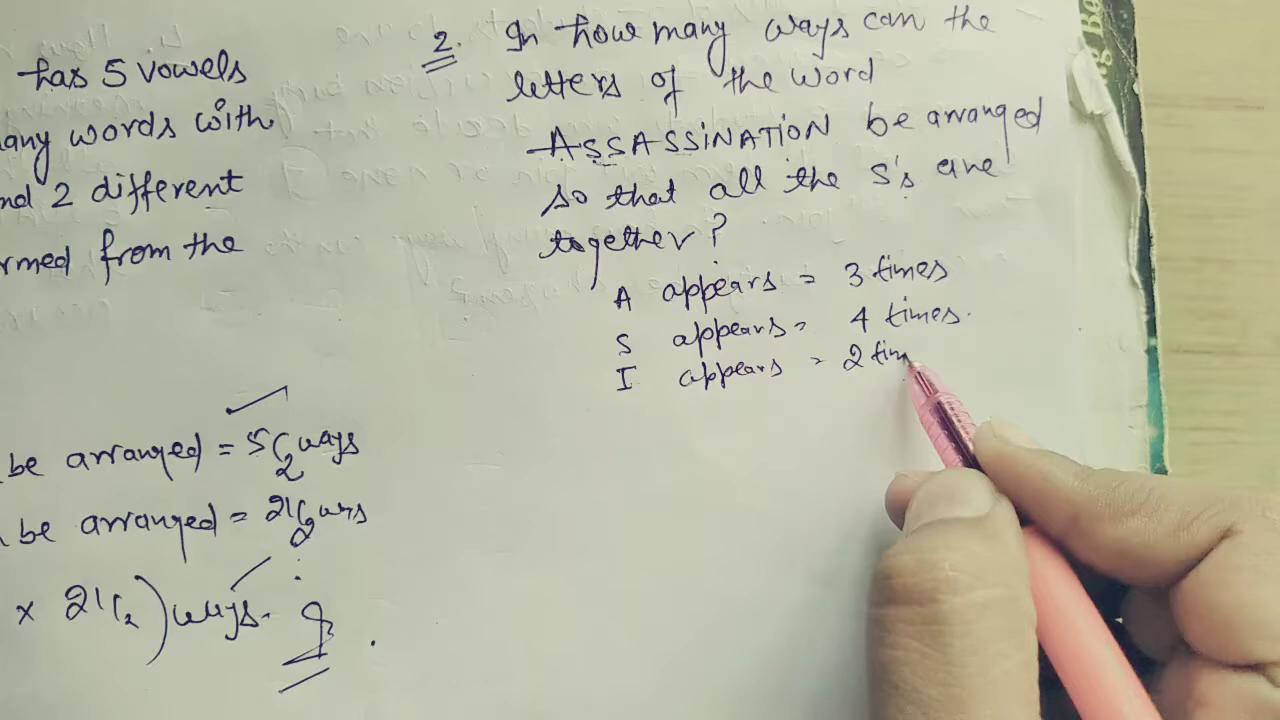 has 5 vowels
any words with
nd 2 different
rmed from the
be arranged = 5C2 ways
be arranged = 21C2 ways
x 21C2) ways.
2. In how many ways can the
letters of the word
ASSASSINATION be arranged
so that all the S's are
together?
A appears = 3 times
S appears = 4 times.
I appears = 2 tim